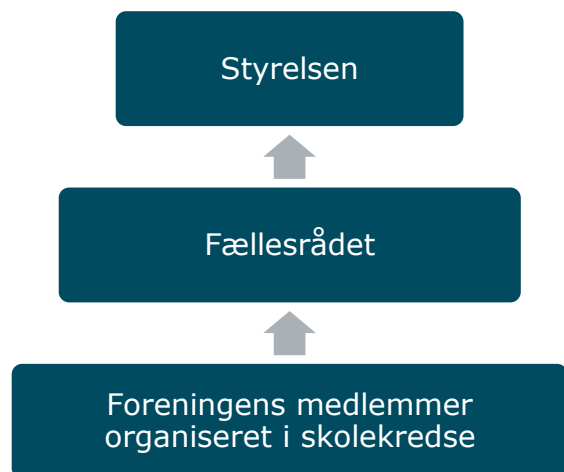 Styrelsen
Fællesrådet
Foreningens medlemmer
organiseret i skolekredse